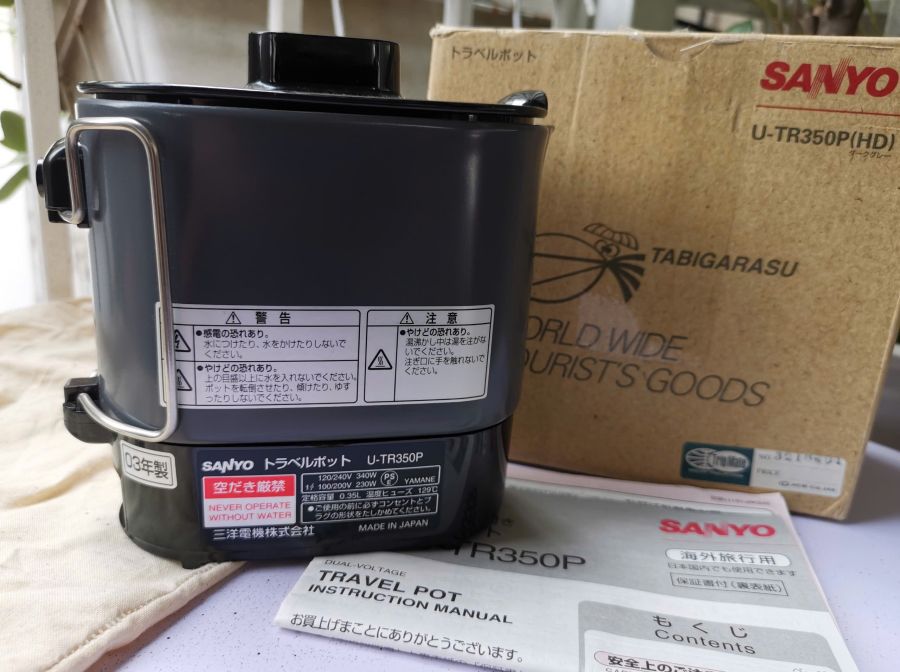 トラベルポット
SANYO
U-TR350P(HD)
ダークグレー
TABIGARASU
ORLD WIDE
OURIST'S GOODS
Trip Mate
⚠警告
●感電の恐れあり。
水につけたり、水をかけたりしないで
ください。
●やけどの恐れあり。
上の目盛以上に水を入れないでください。
ポットを転倒させたり、傾けたり、ゆす
ったりしないでください。
⚠注意
●やけどの恐れあり。
湯沸かし中は湯を注がな
いでください。
注ぎ口に手を触れないで
ください。
03年製
SANYO トラベルポット U-TR350P
空だき厳禁
NEVER OPERATE
WITHOUT WATER
120/240V 340W
1∮ 100/200V 230W
PS E YAMANE
定格容量 0.35L 温度ヒューズ 129℃
●ご使用の前に必ずコンセントとプ
ラグの形状をたしかめてください。
三洋電機株式会社 MADE IN JAPAN
SANYO
TR350P
海外旅行用
日本国内でも使用できます
保証書付(裏表紙)
DUAL-VOLTAGE
TRAVEL POT
INSTRUCTION MANUAL
お買上げまことにありがとうございます。
もくじ
Contents
安全上のご